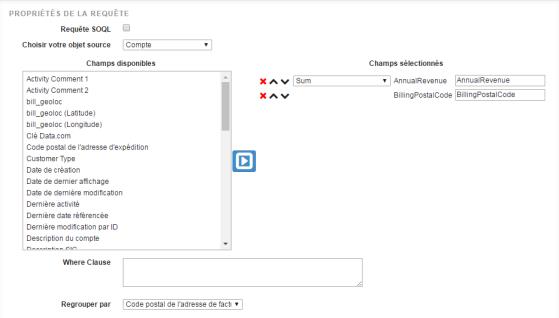 PROPRIÉTÉS DE LA REQUÊTE
Requête SOQL
Choisir votre objet source Compte
Champs disponibles Champs sélectionnés
Activity Comment 1
Activity Comment 2
bill_geoloc
bill_geoloc (Latitude)
bill_geoloc (Longitude)
Clé Data.com
Code postal de l'adresse d'expédition
Customer Type
Date de création
Date de dernier affichage
Date de dernière modification
Dernière activité
Dernière date référencée
Dernière modification par ID
Description du compte
Description SIC
Sum AnnualRevenue AnnualRevenue
BillingPostalCode BillingPostalCode
Where Clause
Regrouper par Code postal de l'adresse de factu